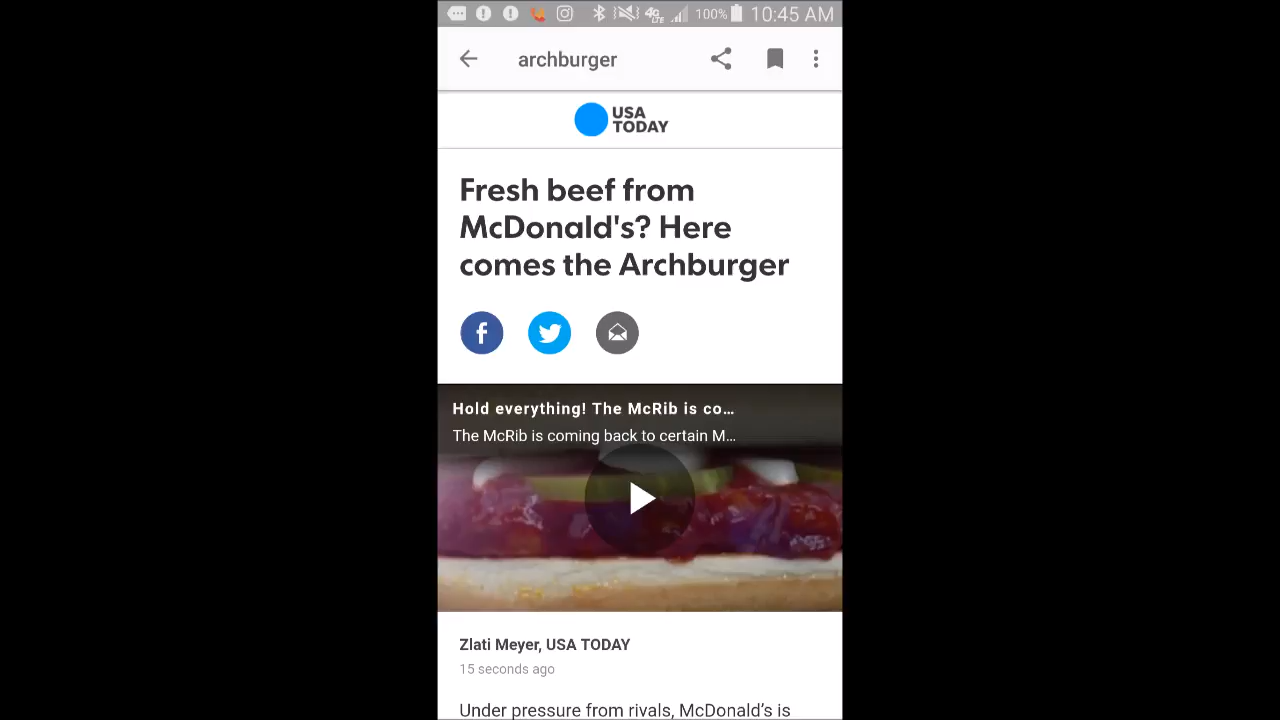 4G LTE 100% 10:45 AM
archburger
USA
TODAY
Fresh beef from
McDonald's? Here
comes the Archburger
f
Hold everything! The McRib is co...
The McRib is coming back to certain M...
Zlati Meyer, USA TODAY
15 seconds ago
Under pressure from rivals, McDonald’s is